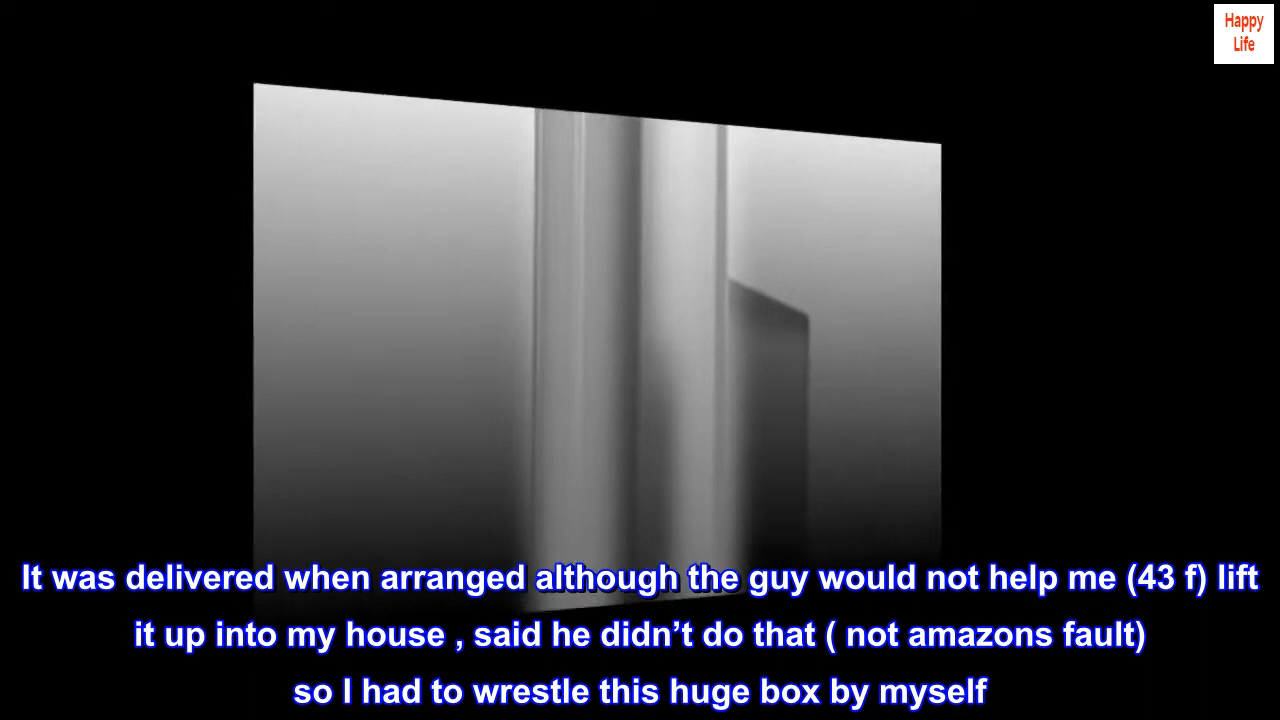 Happy
Life
It was delivered when arranged although the guy would not help me (43 f) lift
it up into my house , said he didn’t do that ( not amazons fault)
so I had to wrestle this huge box by myself